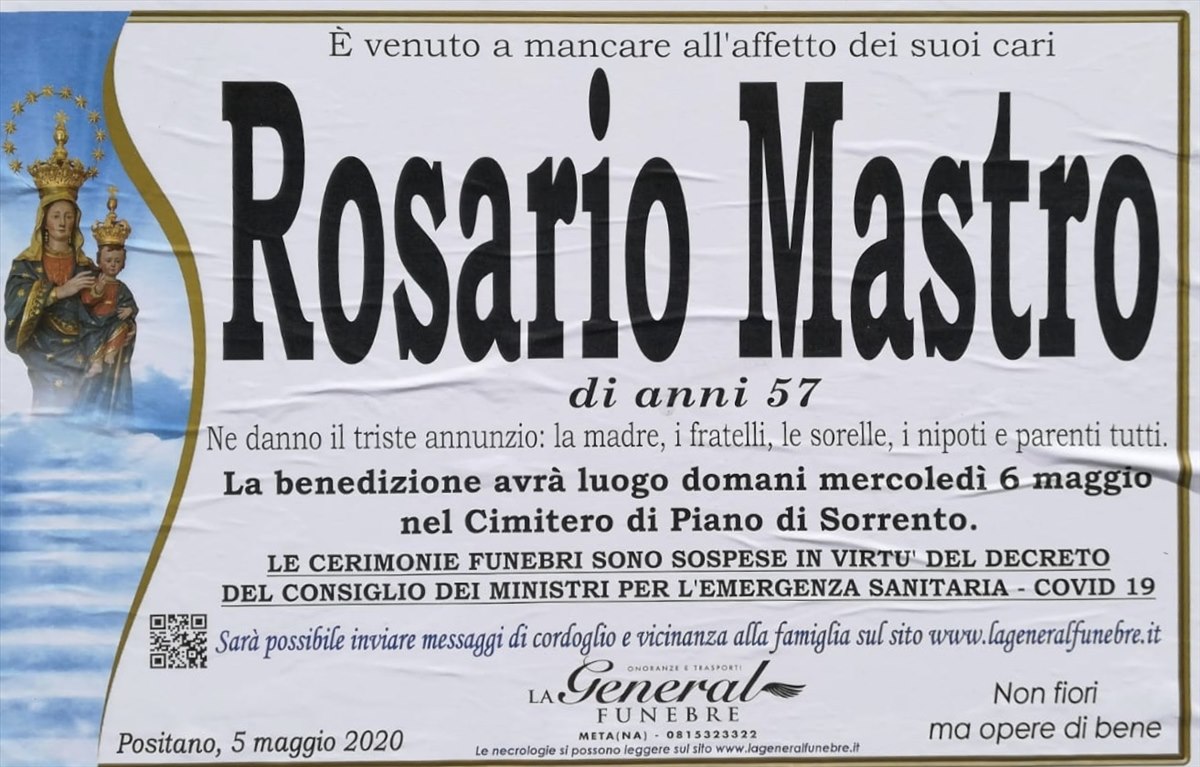 È venuto a mancare all'affetto dei suoi cari
Rosario Mastro
di anni 57
Ne danno il triste annunzio: la madre, i fratelli, le sorelle, i nipoti e parenti tutti.
La benedizione avrà luogo domani mercoledì 6 maggio
nel Cimitero di Piano di Sorrento.
LE CERIMONIE FUNEBRI SONO SOSPESE IN VIRTU' DEL DECRETO
DEL CONSIGLIO DEI MINISTRI PER L'EMERGENZA SANITARIA - COVID 19
Sarà possibile inviare messaggi di cordoglio e vicinanza alla famiglia sul sito www.lageneralfunebre.it
ONORANZE E TRASPORTI
LA General
FUNEBRE
META(NA) - 0815323322
Le necrologie si possono leggere sul sito www.lageneralfunebre.it
Positano, 5 maggio 2020
Non fiori
ma opere di bene